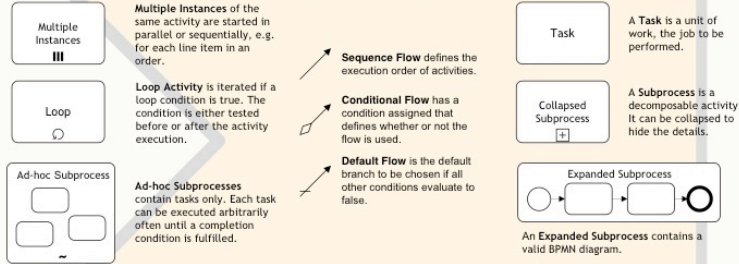 Multiple
Instances
Multiple Instances of the
same activity are started in
parallel or sequentially, e.g.
for each line item in an
order.
Loop
Loop Activity is iterated if a
loop condition is true. The
condition is either tested
before or after the activity
execution.
Ad-hoc Subprocess
Ad-hoc Subprocesses
contain tasks only. Each task
can be executed arbitrarily
often until a completion
condition is fulfilled.
Sequence Flow defines the
execution order of activities.
Conditional Flow has a
condition assigned that
defines whether or not the
flow is used.
Default Flow is the default
branch to be chosen if all
other conditions evaluate to
false.
Task
A Task is a unit of
work, the job to be
performed.
Collapsed
Subprocess
A Subprocess is a
decomposable activity
It can be collapsed to
hide the details.
Expanded Subprocess
An Expanded Subprocess contains a
valid BPMN diagram.